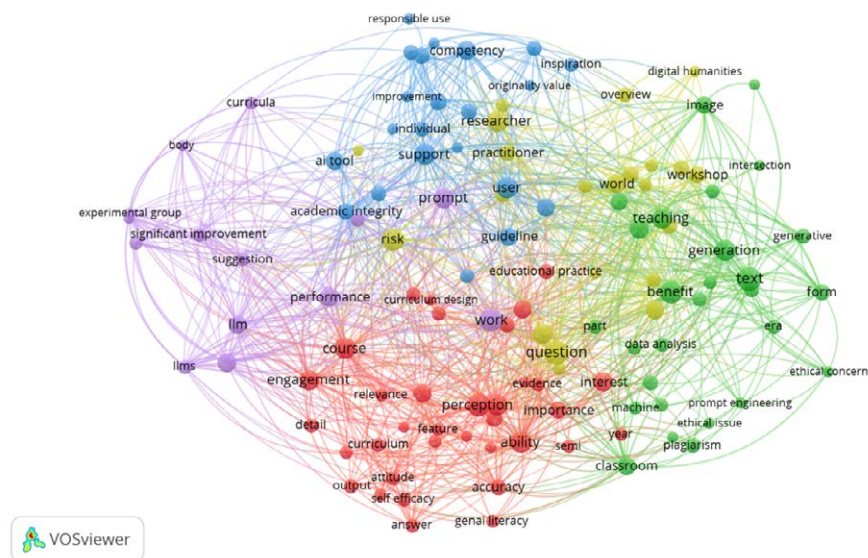 responsible use
competency
inspiration
digital humanities
originality value
improvement
overview
image
curricula
researcher
individual
body
support
practitioner
intersection
ai tool
workshop
world
user
prompt
academic integrity
experimental group
teaching
significant improvement
risk
guideline
generative
generation
suggestion
educational practice
text
performance
curriculum design
benefit
form
llm
work
part
era
data analysis
course
question
llms
ethical concern
engagement
evidence
interest
relevance
prompt engineering
perception
importance
machine
detail
feature
ethical issue
ability
year
curriculum
semi
plagiarism
classroom
attitude
output
accuracy
self efficacy
answer
genai literacy
VOSviewer